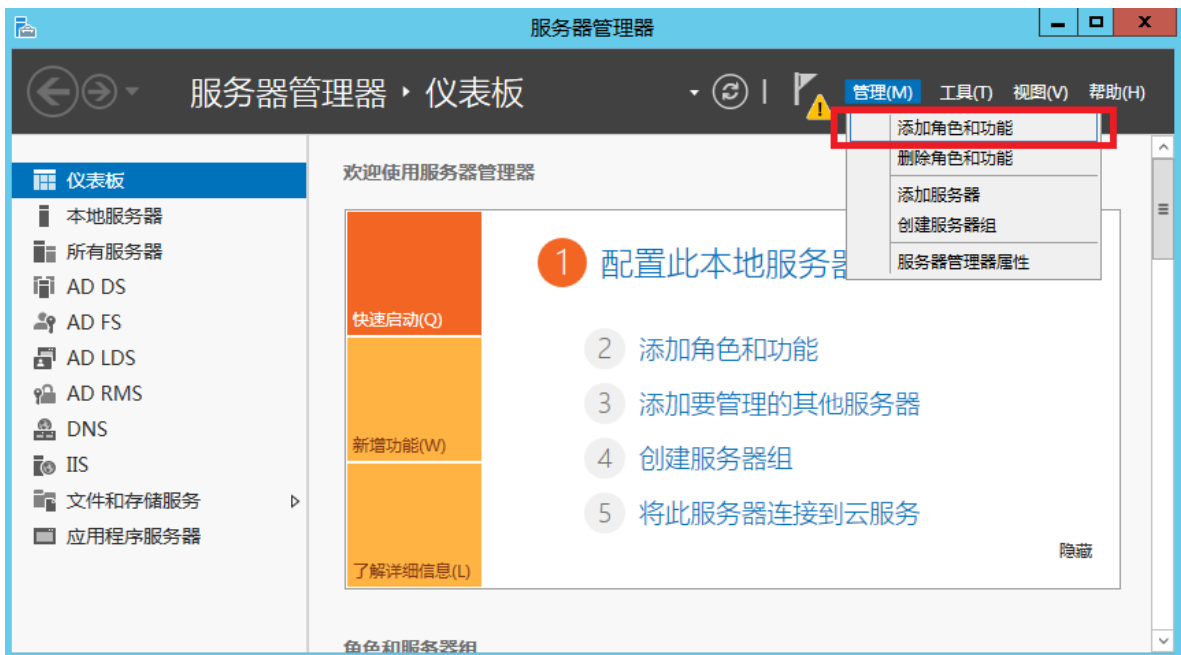 服务器管理器
服务器管理器 · 仪表板
管理(M) 工具(T) 视图(V) 帮助(H)
添加角色和功能
删除角色和功能
添加服务器
创建服务器组
服务器管理器属性
仪表板
本地服务器
所有服务器
AD DS
AD FS
AD LDS
AD RMS
DNS
IIS
文件和存储服务
应用程序服务器
欢迎使用服务器管理器
快速启动(Q)
新增功能(W)
了解详细信息(L)
1 配置此本地服务器
2 添加角色和功能
3 添加要管理的其他服务器
4 创建服务器组
5 将此服务器连接到云服务
隐藏
角色和服务器组